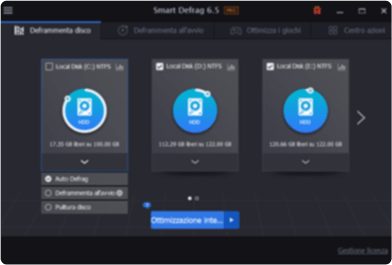 Smart Defrag 6.5 PRO
Deframmenta disco
Deframmenta all'avvio
Ottimizza i giochi
Centro azioni
Local Disk (C:) NTFS
Local Disk (D:) NTFS
Local Disk (E:) NTFS
HDD
HDD
HDD
17.20 GB liberi su 100.00 GB
112.29 GB liberi su 122.00 GB
120.66 GB liberi su 122.00 GB
Auto Defrag
Deframmenta all'avvio
Pulitura disco
Ottimizzazione inte...
Gestione licenza